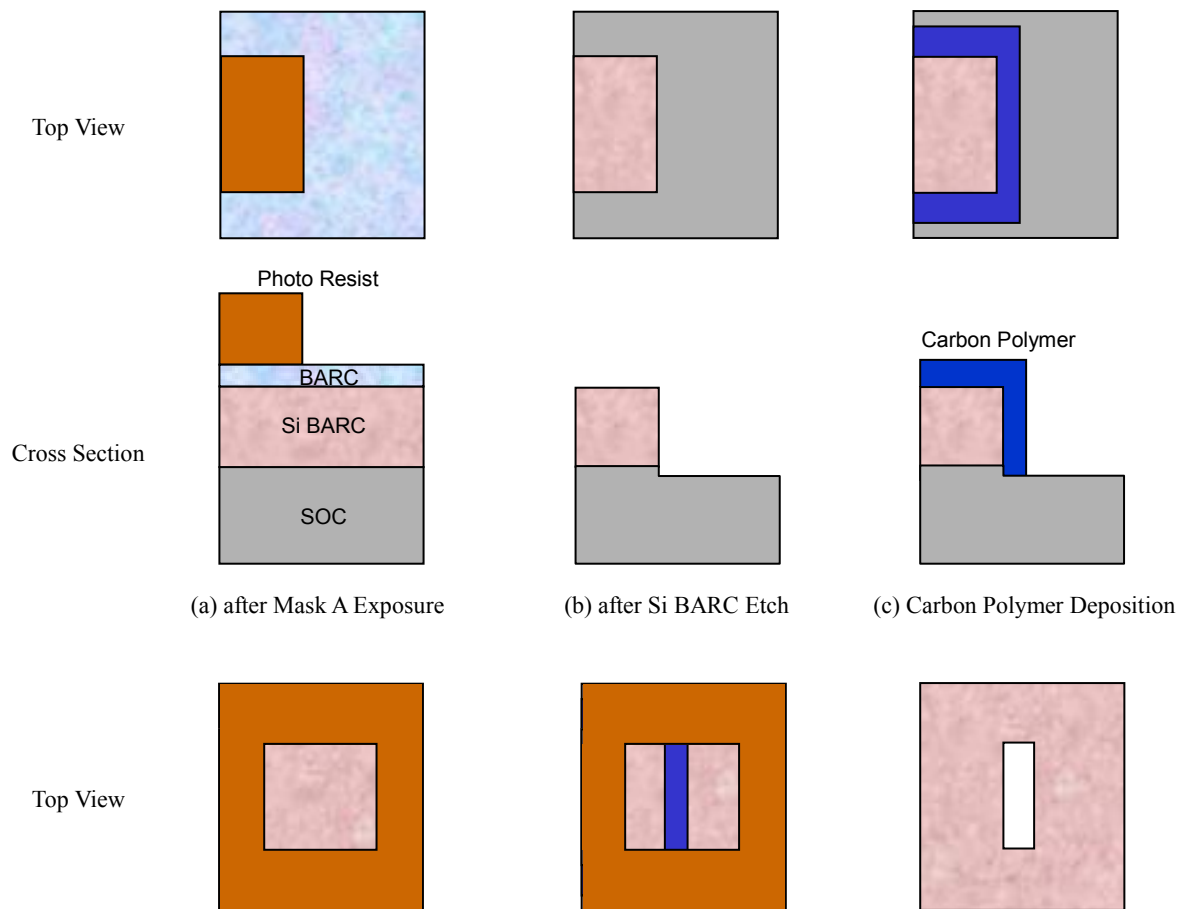 Top View
Photo Resist
BARC
Carbon Polymer
Si BARC
Cross Section
SOC
(a) after Mask A Exposure
(b) after Si BARC Etch
(c) Carbon Polymer Deposition
Top View